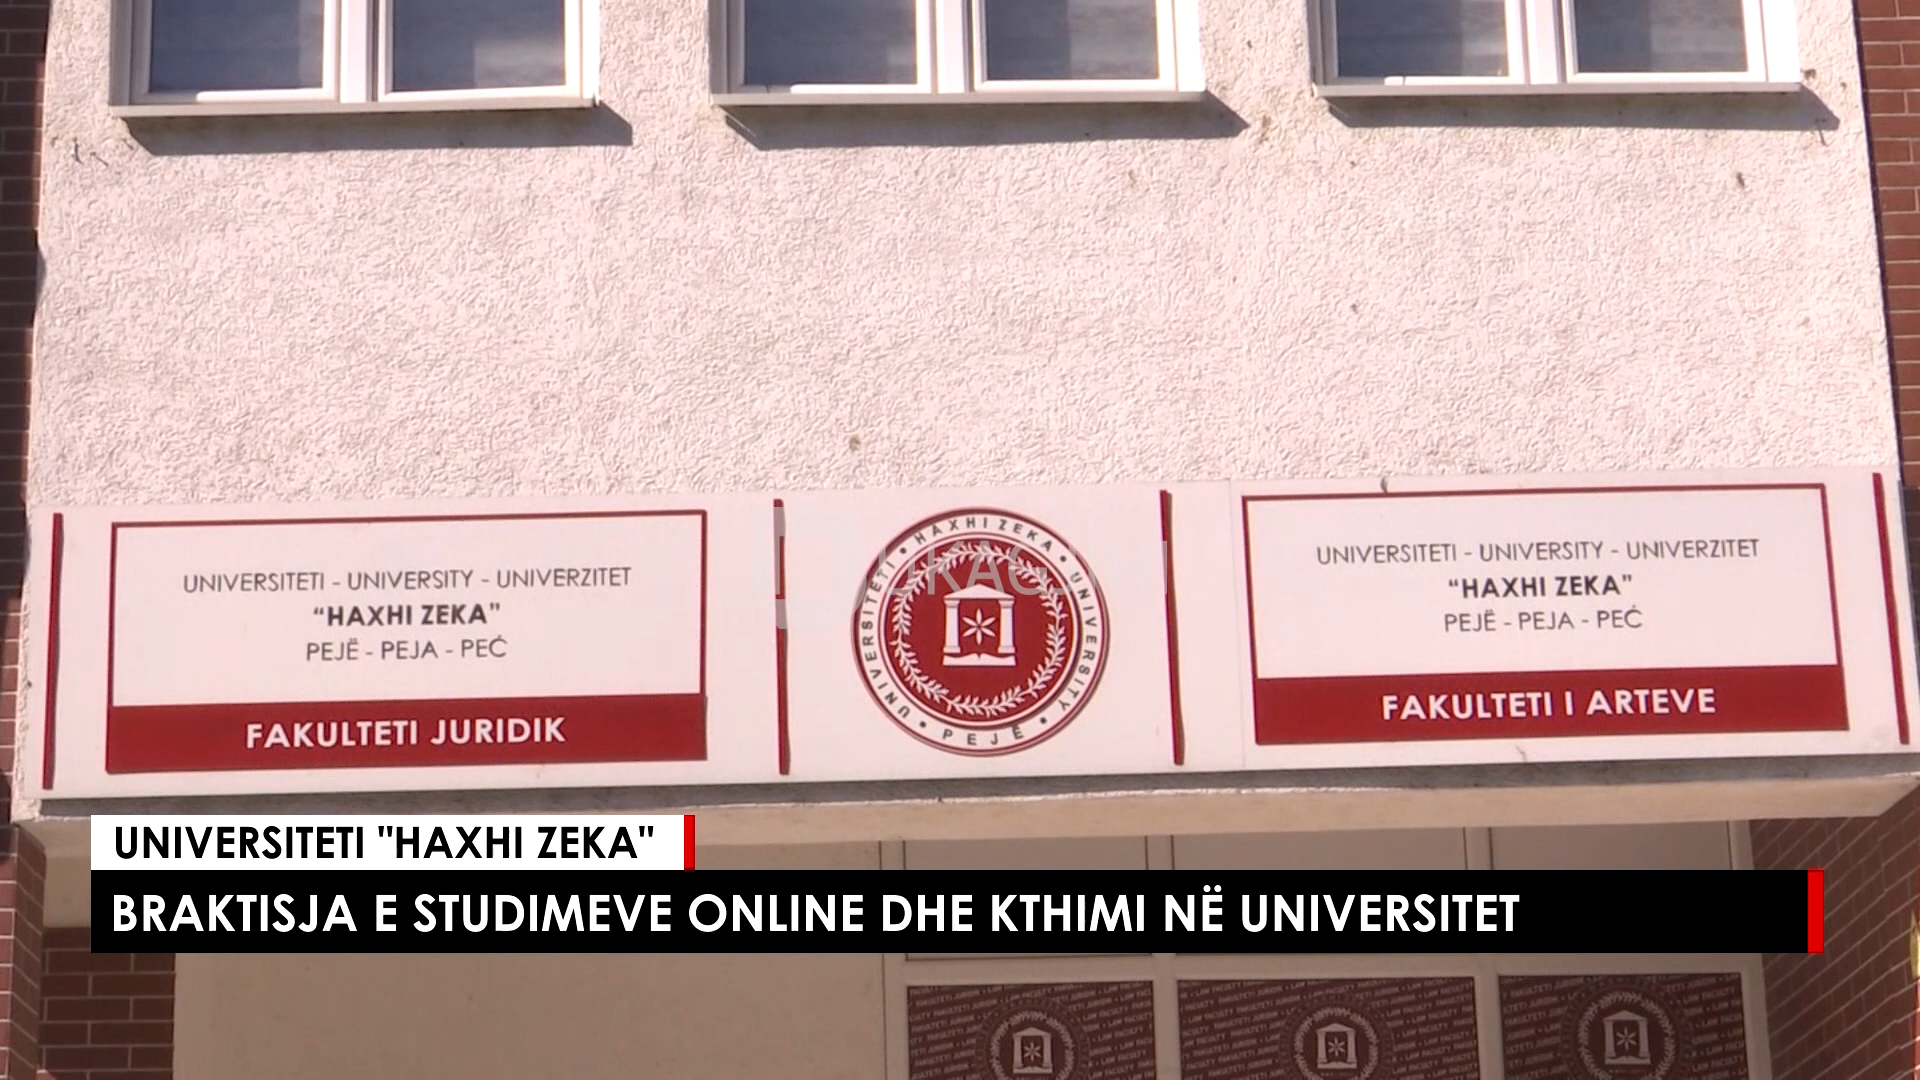 UNIVERSITETI - UNIVERSITY - UNIVERZITET
“HAXHI ZEKA”
PEJË - PEJA - PEĆ
FAKULTETI JURIDIK
UNIVERSITETI • HAXHI ZEKA • UNIVERSITY • PEJË •
UNIVERSITETI - UNIVERSITY - UNIVERZITET
“HAXHI ZEKA”
PEJË - PEJA - PEĆ
FAKULTETI I ARTEVE
UNIVERSITETI "HAXHI ZEKA"
BRAKTISJA E STUDIMEVE ONLINE DHE KTHIMI NË UNIVERSITET